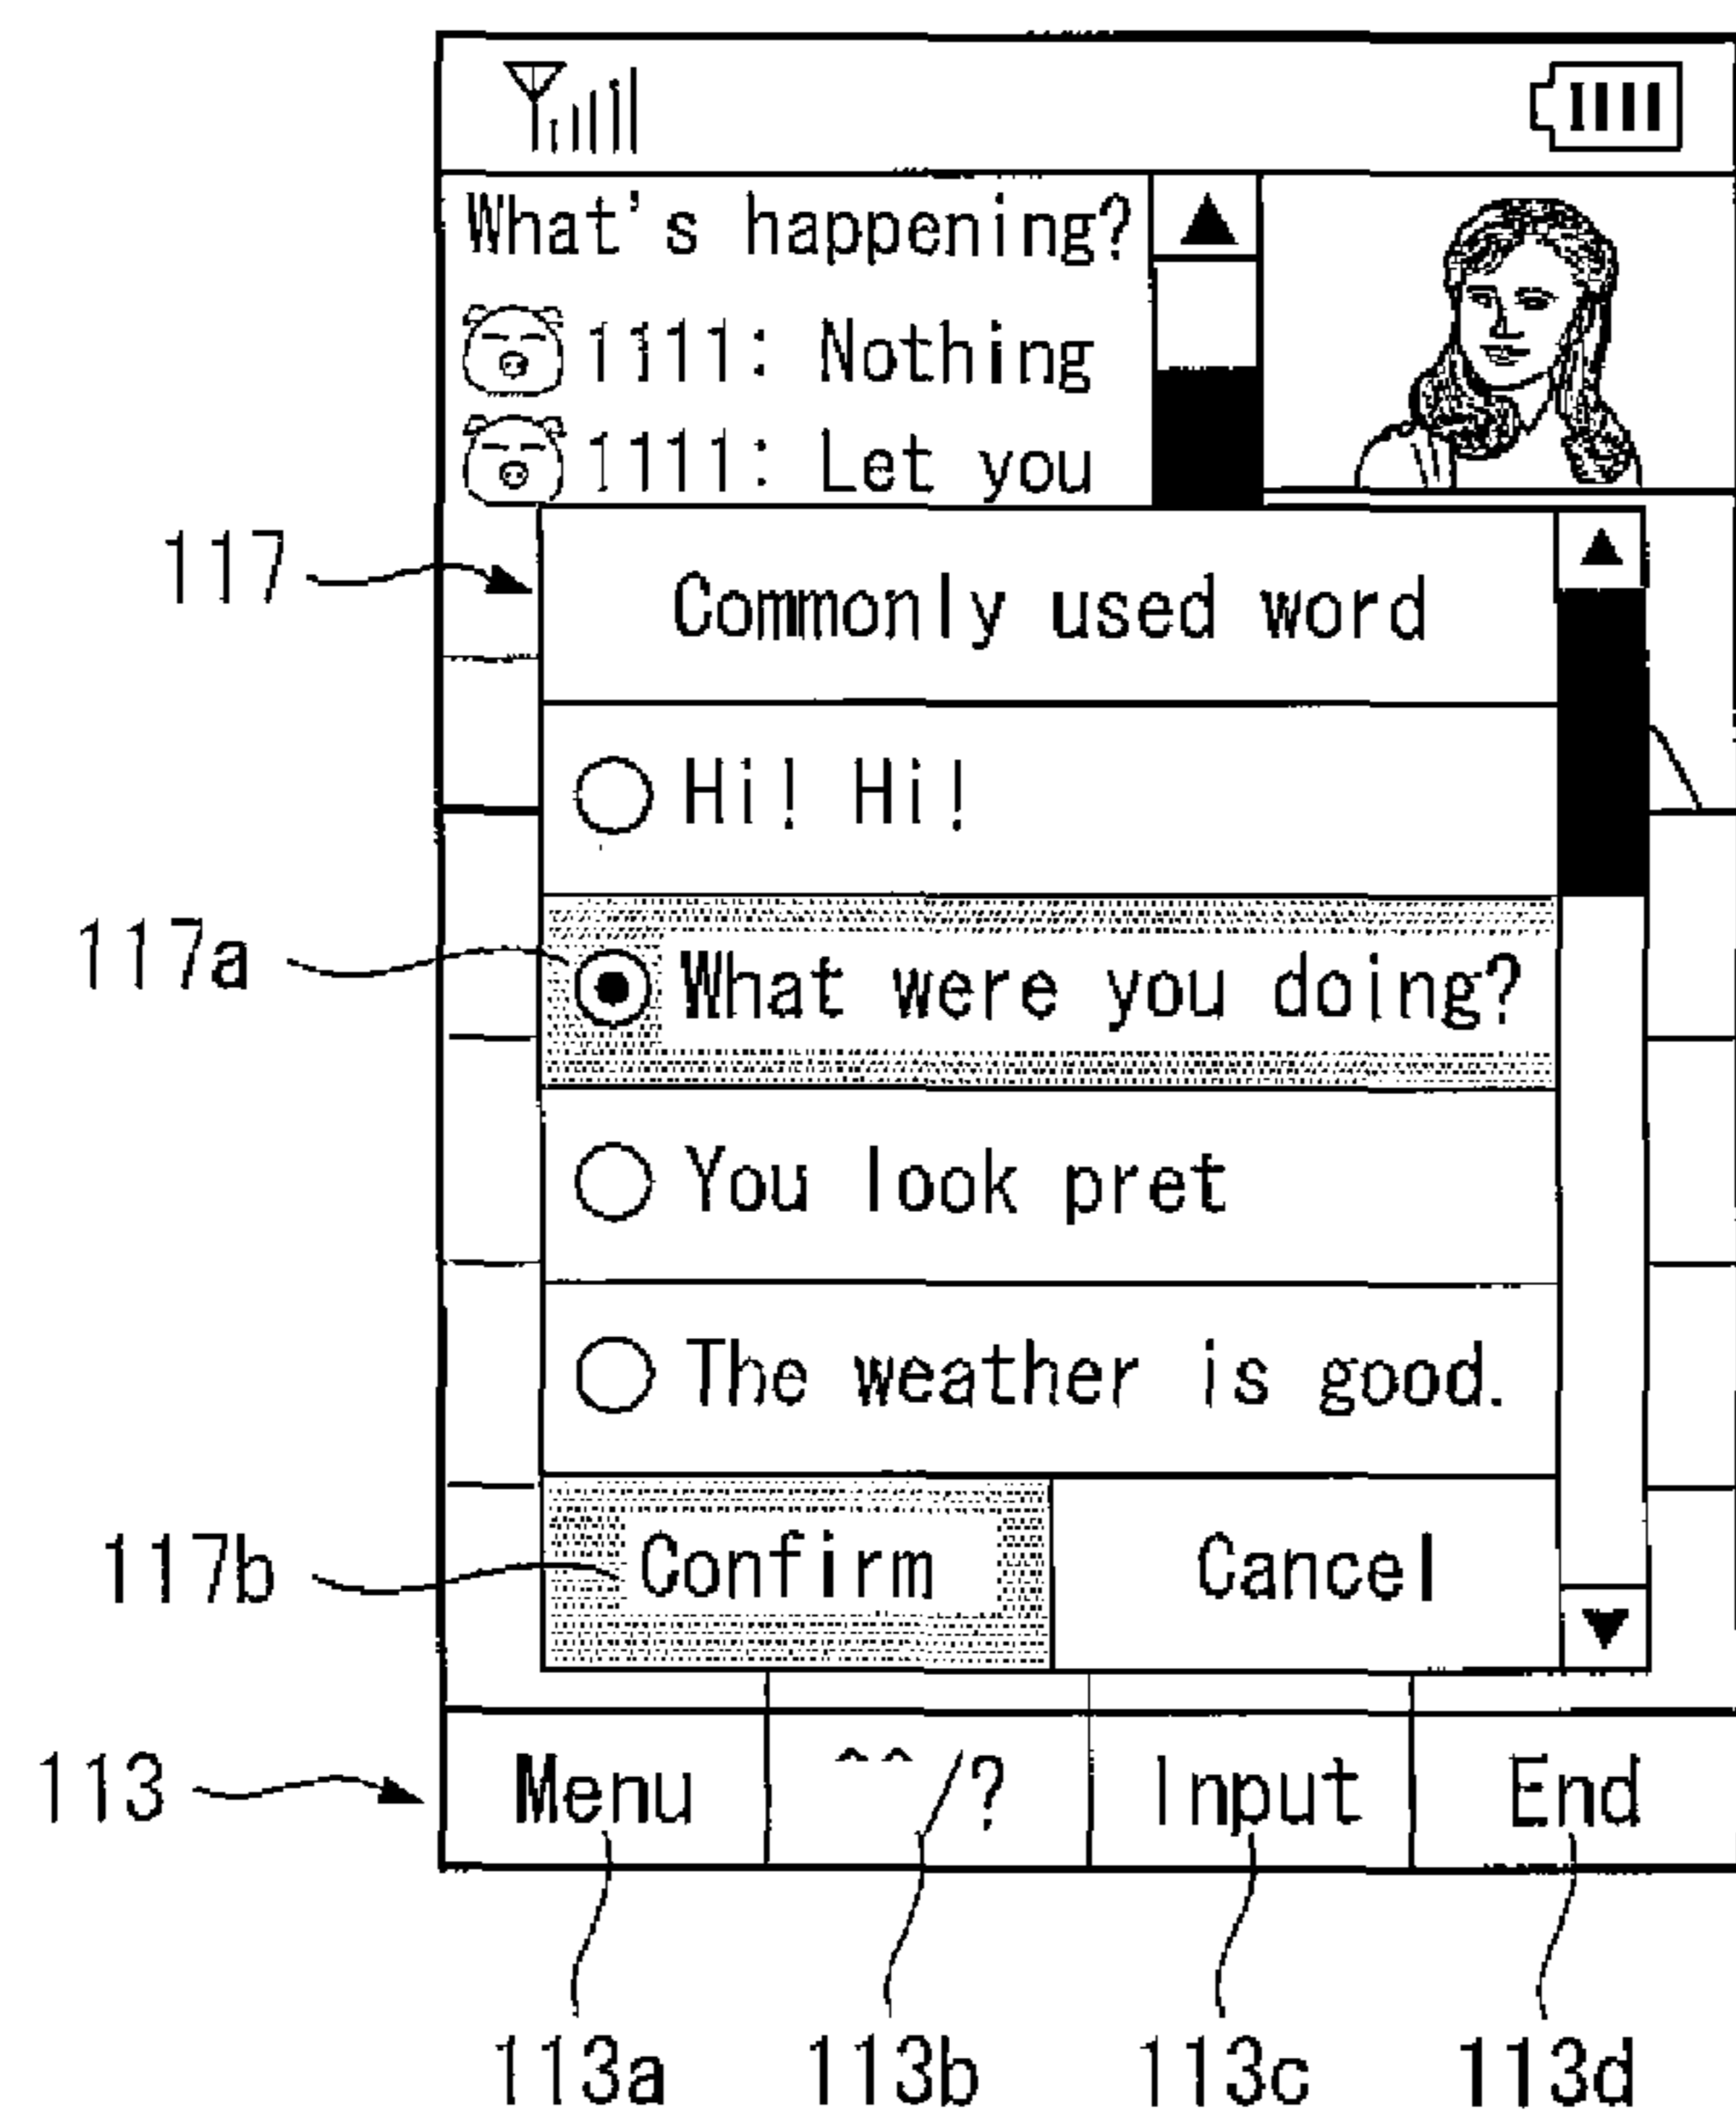 What's happening?
1111: Nothing
1111: Let you
117
Commonly used word
Hi! Hi!
117a
What were you doing?
You look pret
The weather is good.
117b
Confirm Cancel
113
Menu ^^/? Input End
113a 113b 113c 113d